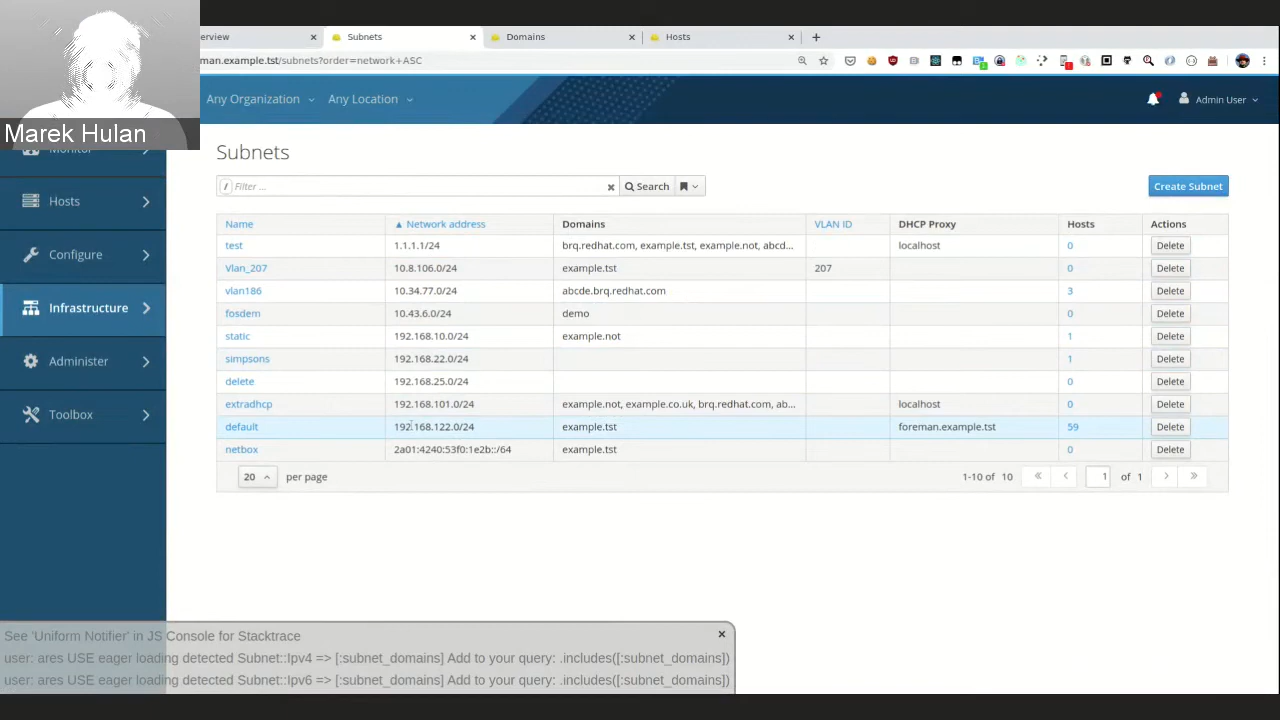 erview
Subnets
Domains
Hosts
man.example.tst/subnets?order=network+ASC
Any Organization
Any Location
Admin User
Marek Hulan
Monitor
Hosts
Configure
Infrastructure
Administer
Toolbox
Subnets
/ Filter ...
Search
Create Subnet
Name ▲ Network address Domains VLAN ID DHCP Proxy Hosts Actions
test 1.1.1.1/24 brq.redhat.com, example.tst, example.not, abcd... localhost 0 Delete
Vlan_207 10.8.106.0/24 example.tst 207 0 Delete
vlan186 10.34.77.0/24 abcde.brq.redhat.com 3 Delete
fosdem 10.43.6.0/24 demo 0 Delete
static 192.168.10.0/24 example.not 1 Delete
simpsons 192.168.22.0/24 1 Delete
delete 192.168.25.0/24 0 Delete
extradhcp 192.168.101.0/24 example.not, example.co.uk, brq.redhat.com, ab... localhost 0 Delete
default 192.168.122.0/24 example.tst foreman.example.tst 59 Delete
netbox 2a01:4240:53f0:1e2b::/64 example.tst 0 Delete
20 per page 1-10 of 10 « ‹ 1 of 1 › »
See 'Uniform Notifier' in JS Console for Stacktrace
user: ares USE eager loading detected Subnet::Ipv4 => [:subnet_domains] Add to your query: .includes([:subnet_domains])
user: ares USE eager loading detected Subnet::Ipv6 => [:subnet_domains] Add to your query: .includes([:subnet_domains])